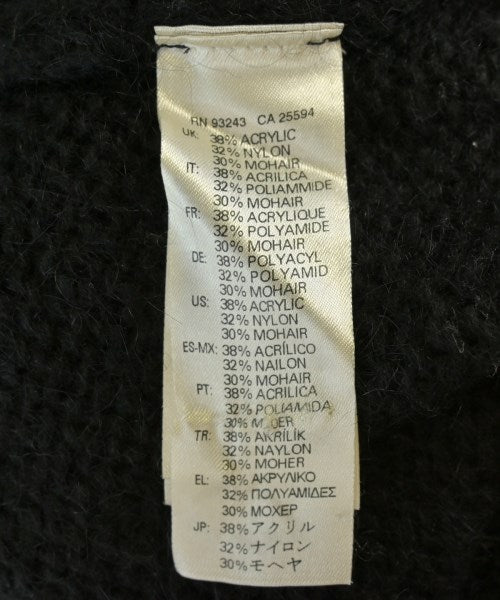 RN 93243 CA 25594
UK: 38% ACRYLIC
32% NYLON
30% MOHAIR
IT: 38% ACRILICA
32% POLIAMMIDE
30% MOHAIR
FR: 38% ACRYLIQUE
32% POLYAMIDE
30% MOHAIR
DE: 38% POLYACYL
32% POLYAMID
30% MOHAIR
US: 38% ACRYLIC
32% NYLON
30% MOHAIR
ES-MX: 38% ACRÍLICO
32% NAILON
30% MOHAIR
PT: 38% ACRILICA
32% POLIAMIDA
30%
TR: 38% AKRİLİK
32% NAYLON
30% MOHER
EL: 38% ΑΚΡΥΛΙΚΟ
32% ΠΟΛΥΑΜΙΔΕΣ
30% ΜΟΧΕΡ
JP: 38% アクリル
32% ナイロン
30% モヘヤ